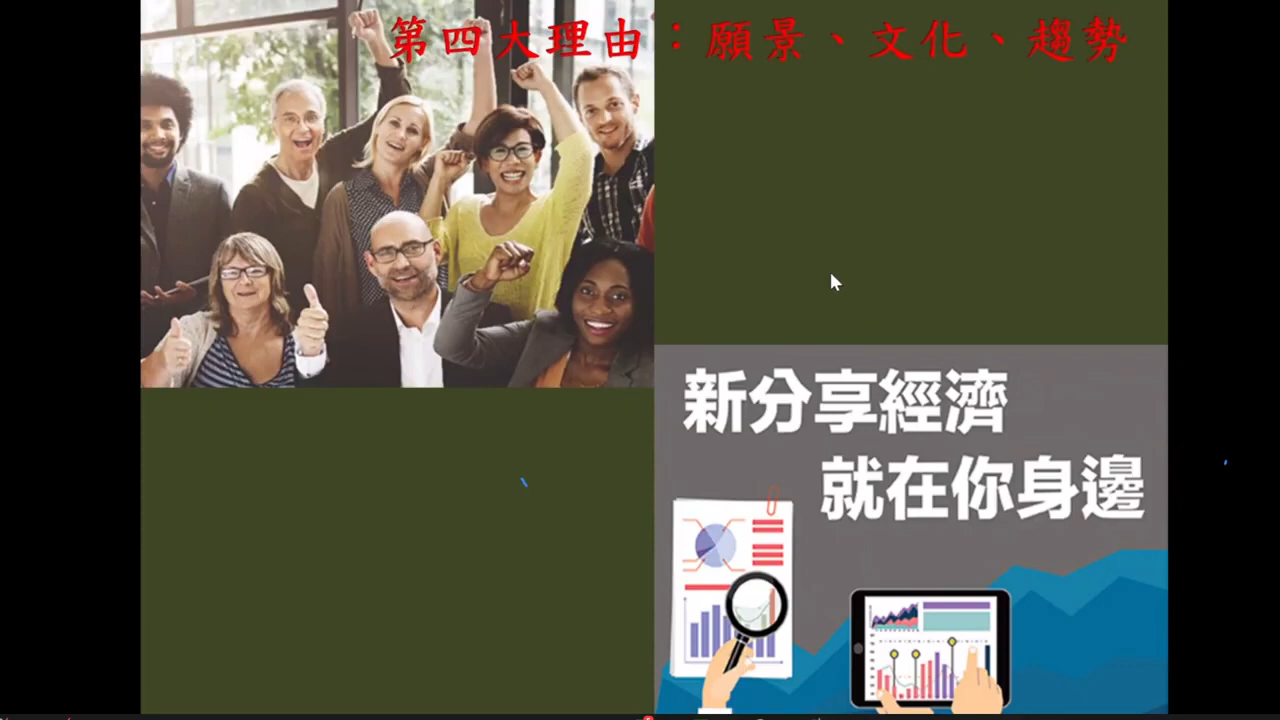 第四大理由：願景、文化、趨勢
新分享經濟
就在你身邊